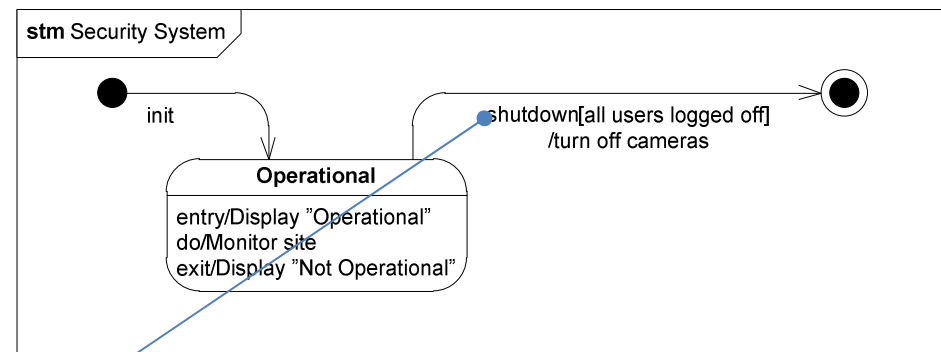 stm Security System
init
shutdown[all users logged off]
/turn off cameras
Operational
entry/Display ”Operational”
do/Monitor site
exit/Display ”Not Operational”